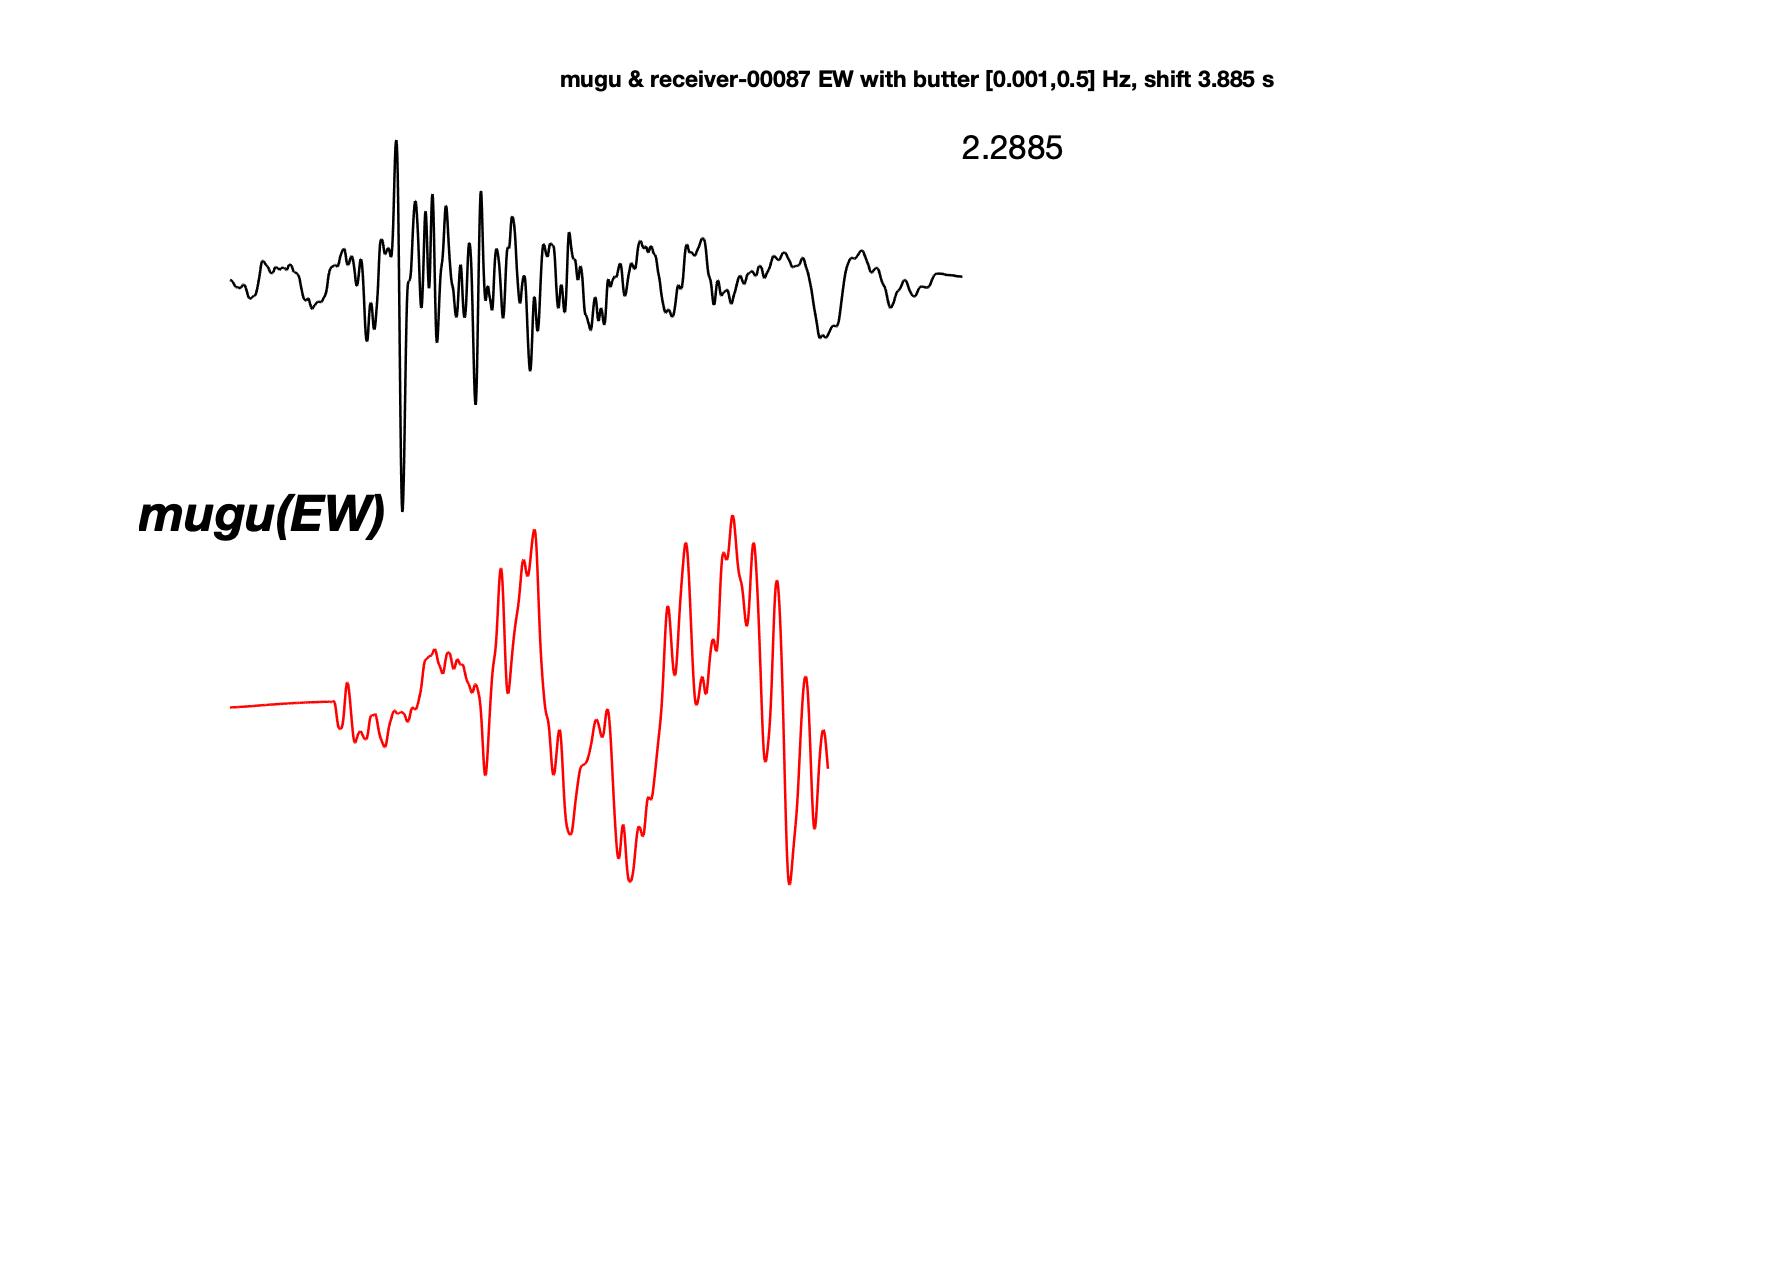 mugu & receiver-00087 EW with butter [0.001,0.5] Hz, shift 3.885 s
2.2885
mugu(EW)